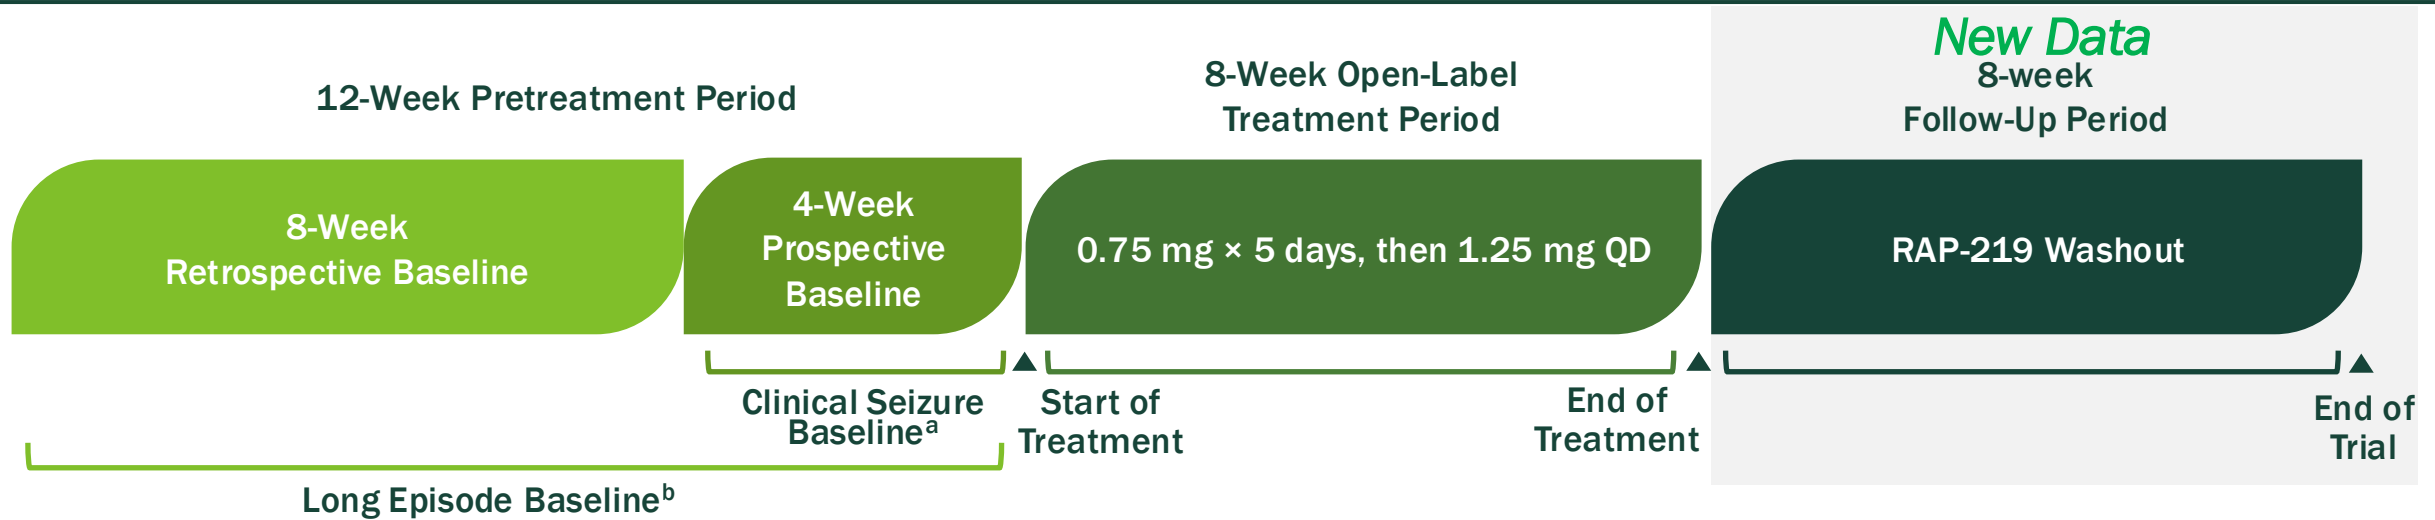 New Data
12-Week Pretreatment Period
8-Week Open-Label
Treatment Period
8-week
Follow-Up Period
8-Week
Retrospective Baseline
4-Week
Prospective
Baseline
0.75 mg × 5 days, then 1.25 mg QD
RAP-219 Washout
Clinical Seizure
Baselineᵃ
Start of
Treatment
End of
Treatment
End of
Trial
Long Episode Baselineᵇ